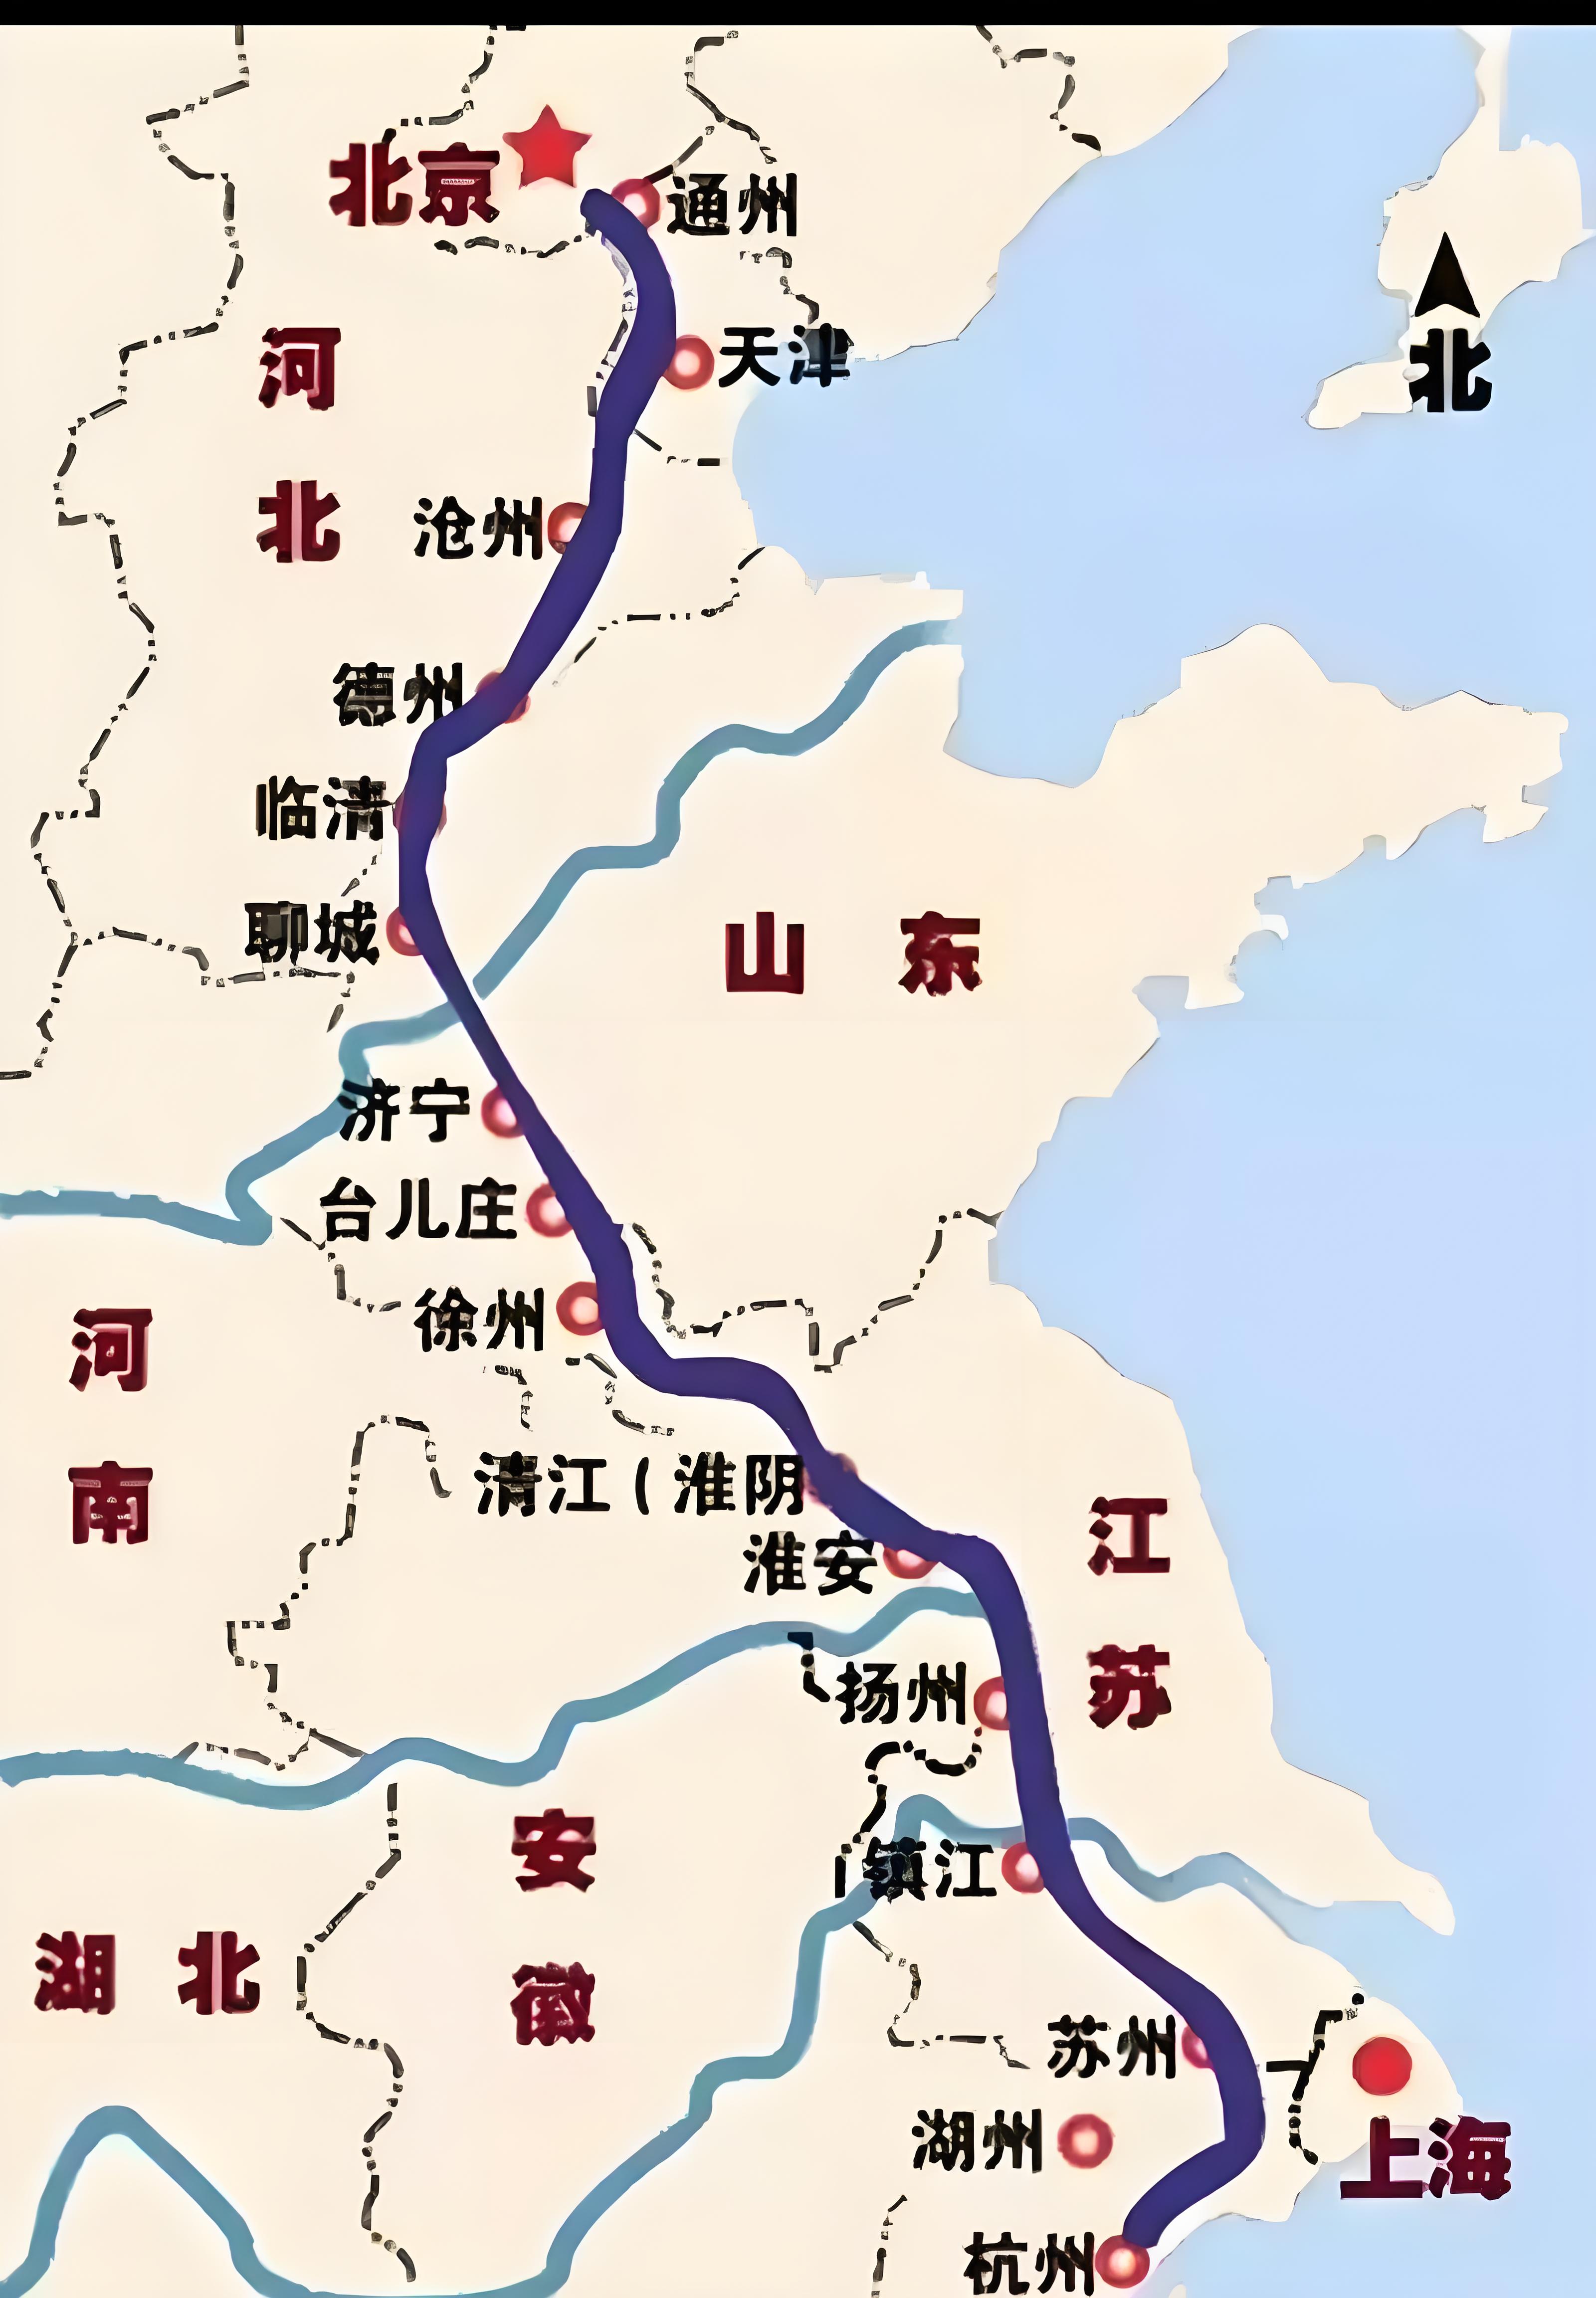 北京
通州
河北
天津
北
沧州
德州
临清
聊城
山东
济宁
台儿庄
徐州
河南
清江(淮阴
淮安
江苏
扬州
镇江
安徽
湖北
苏州
湖州
上海
杭州